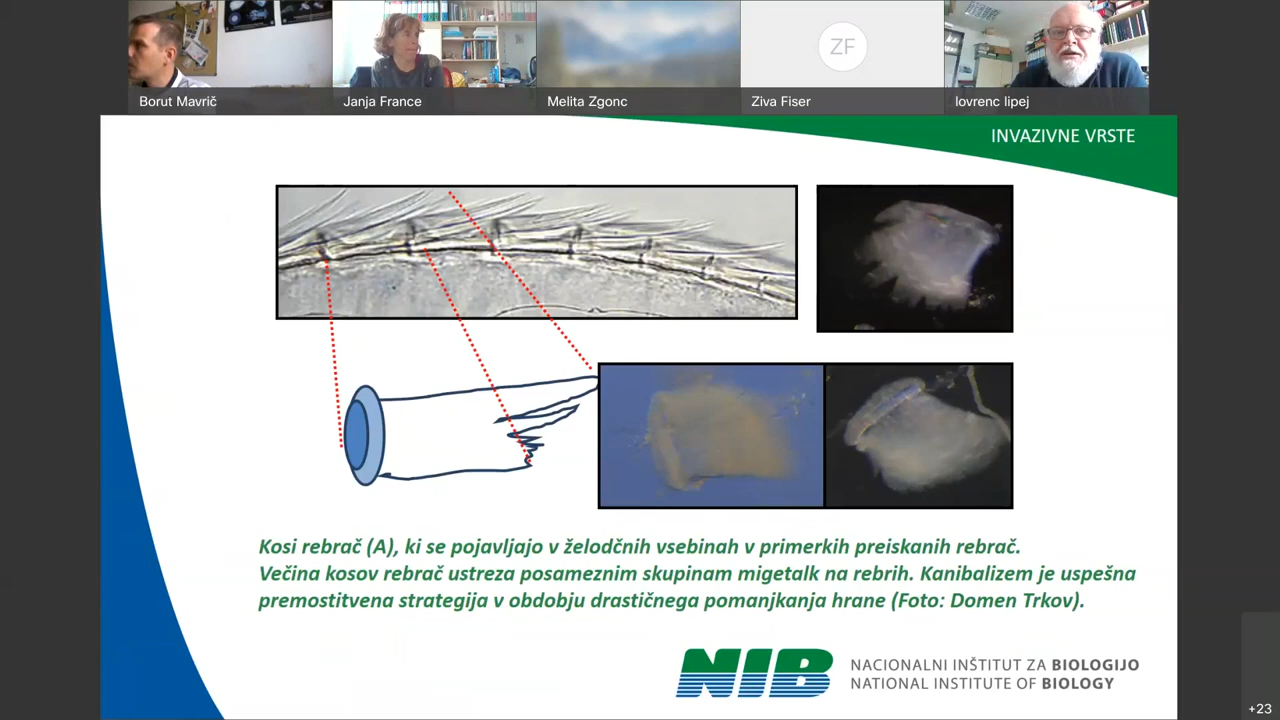 Borut Mavrič
Janja France
Melita Zgonc
ZF
Ziva Fiser
lovrenc lipej
INVAZIVNE VRSTE
Kosi rebrač (A), ki se pojavljajo v želodčnih vsebinah v primerkih preiskanih rebrač.
Večina kosov rebrač ustreza posameznim skupinam migetalk na rebrih. Kanibalizem je uspešna
premostitvena strategija v obdobju drastičnega pomanjkanja hrane (Foto: Domen Trkov).
NIB
NACIONALNI INŠTITUT ZA BIOLOGIJO
NATIONAL INSTITUTE OF BIOLOGY
+23